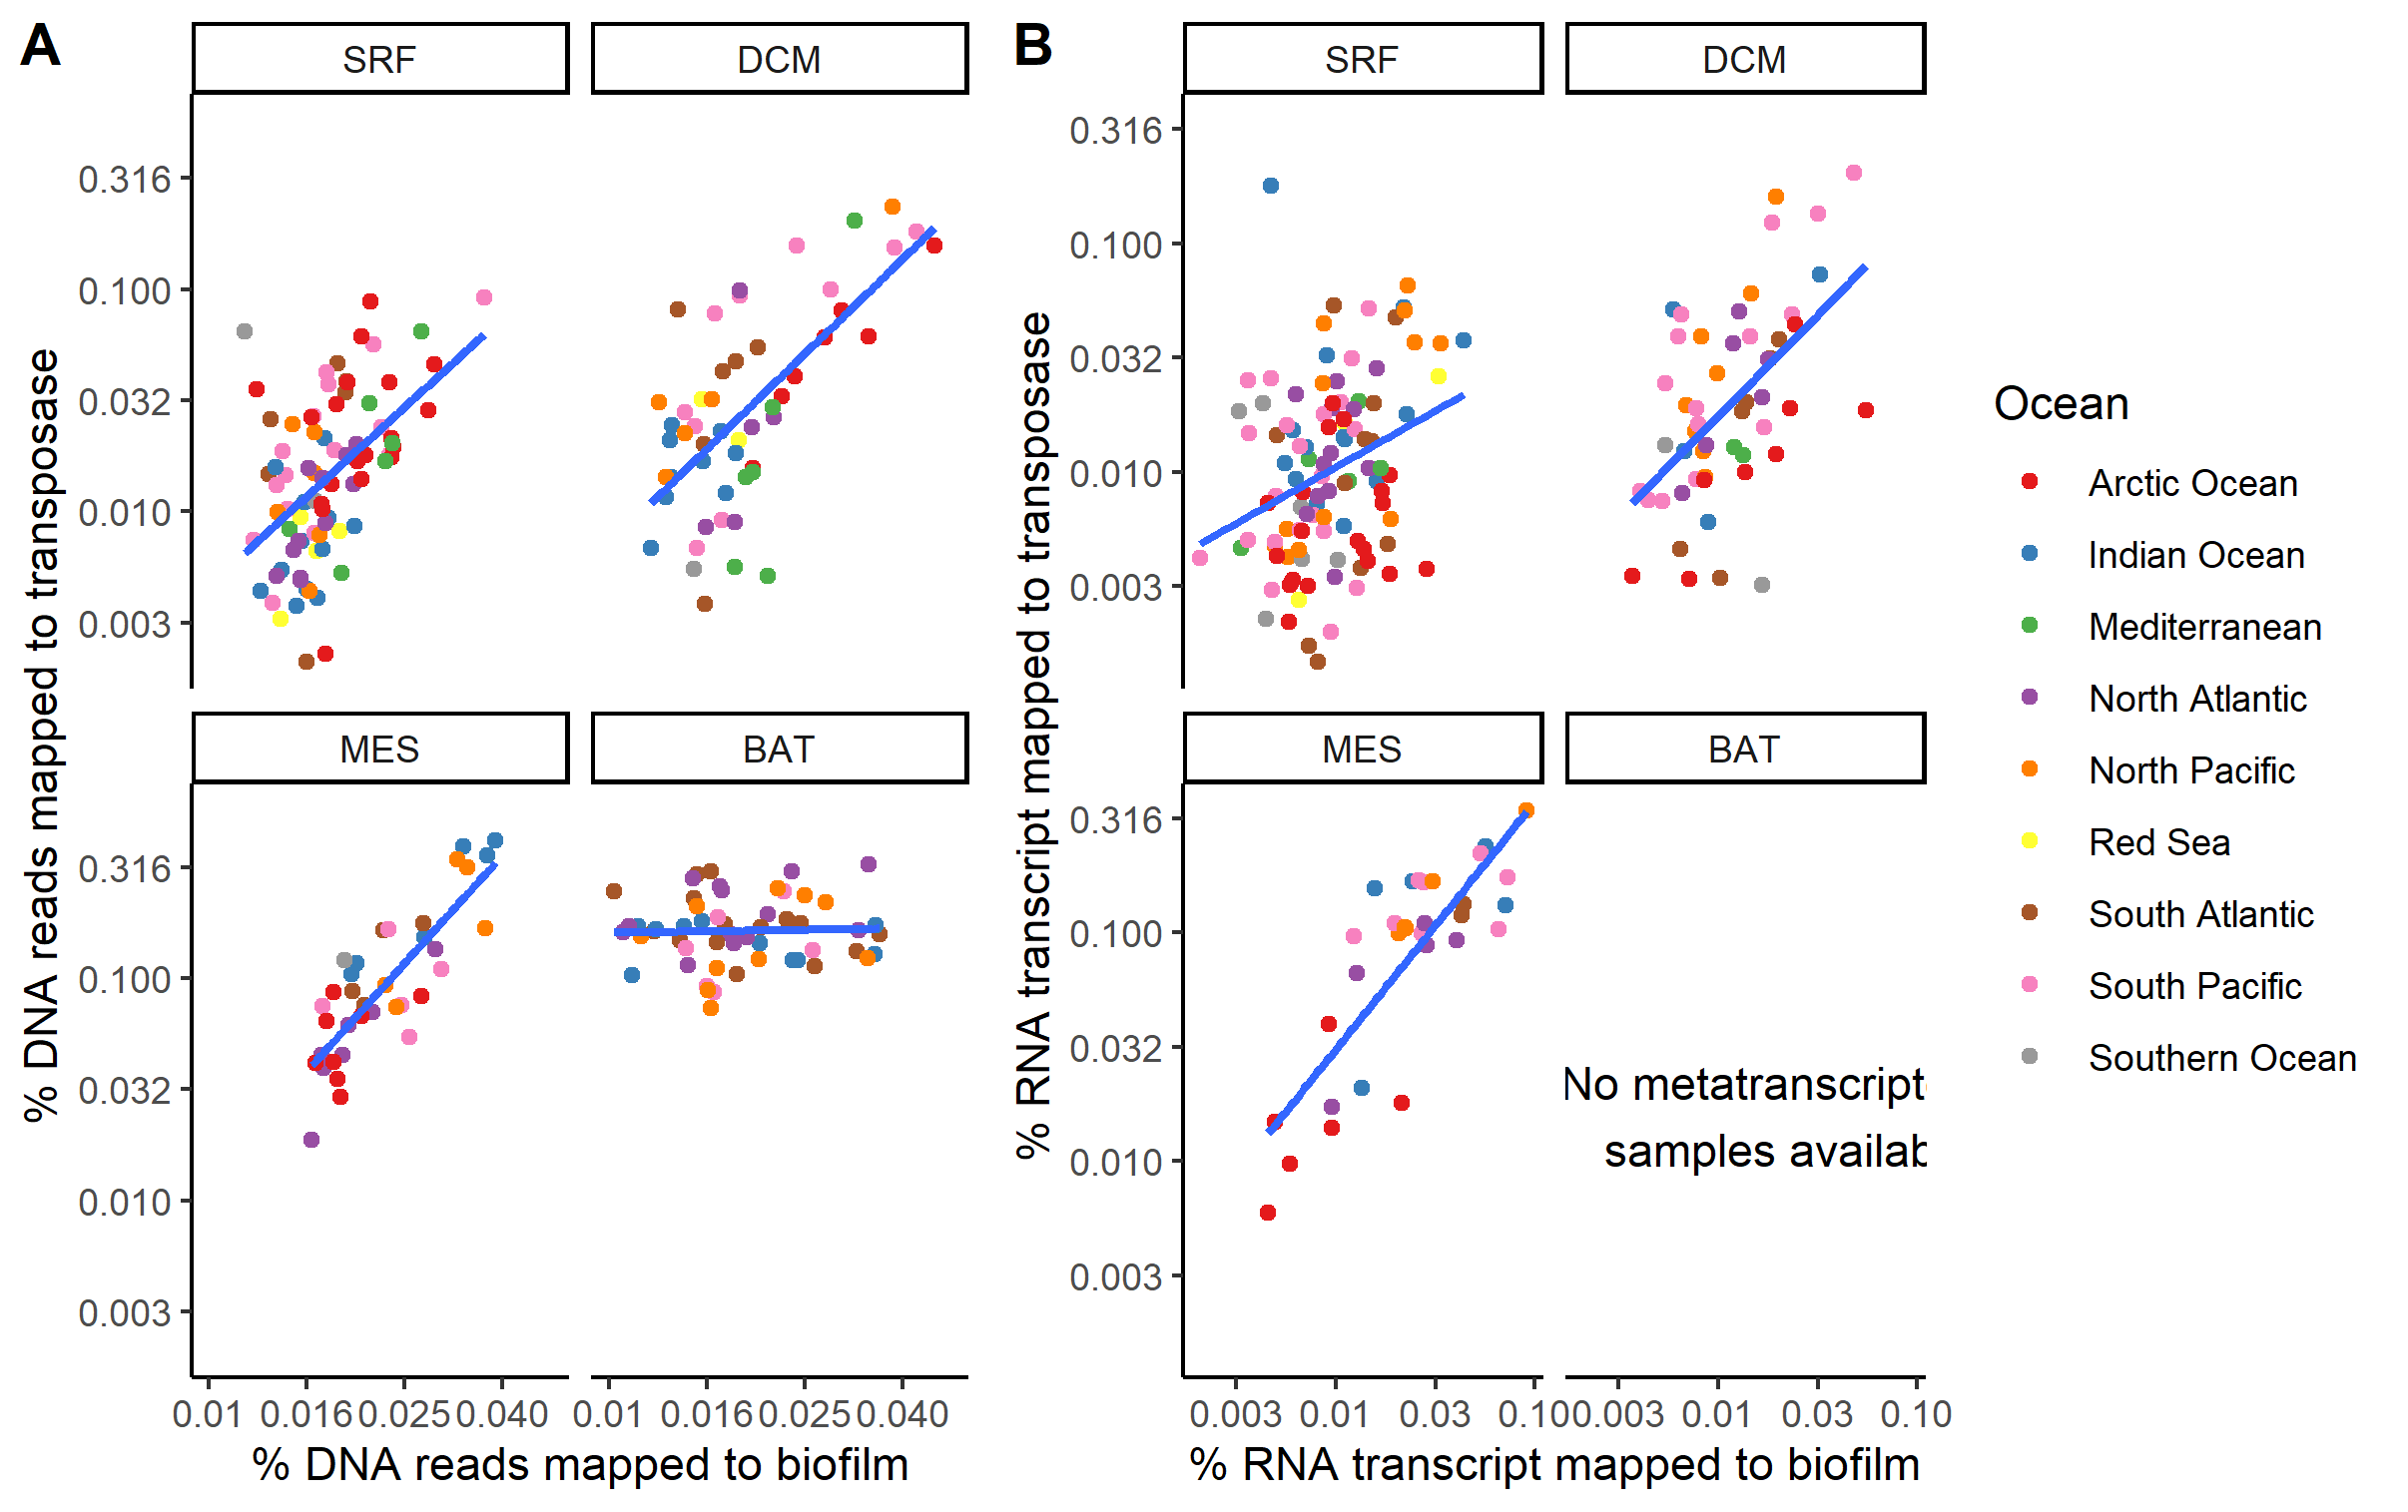 A
SRF
DCM
0.316
0.100
0.032
0.010
0.003
MES
BAT
0.316
0.100
0.032
0.010
0.003
0.01 0.016 0.025 0.040
0.01 0.016 0.025 0.040
% DNA reads mapped to biofilm
% DNA reads mapped to transposase
B
SRF
DCM
0.316
0.100
0.032
0.010
0.003
MES
BAT
0.316
0.100
0.032
0.010
0.003
No metatranscript
samples availab
0.003 0.01 0.03 0.10
0.003 0.01 0.03 0.10
% RNA transcript mapped to biofilm
% RNA transcript mapped to transposase
Ocean
Arctic Ocean
Indian Ocean
Mediterranean
North Atlantic
North Pacific
Red Sea
South Atlantic
South Pacific
Southern Ocean